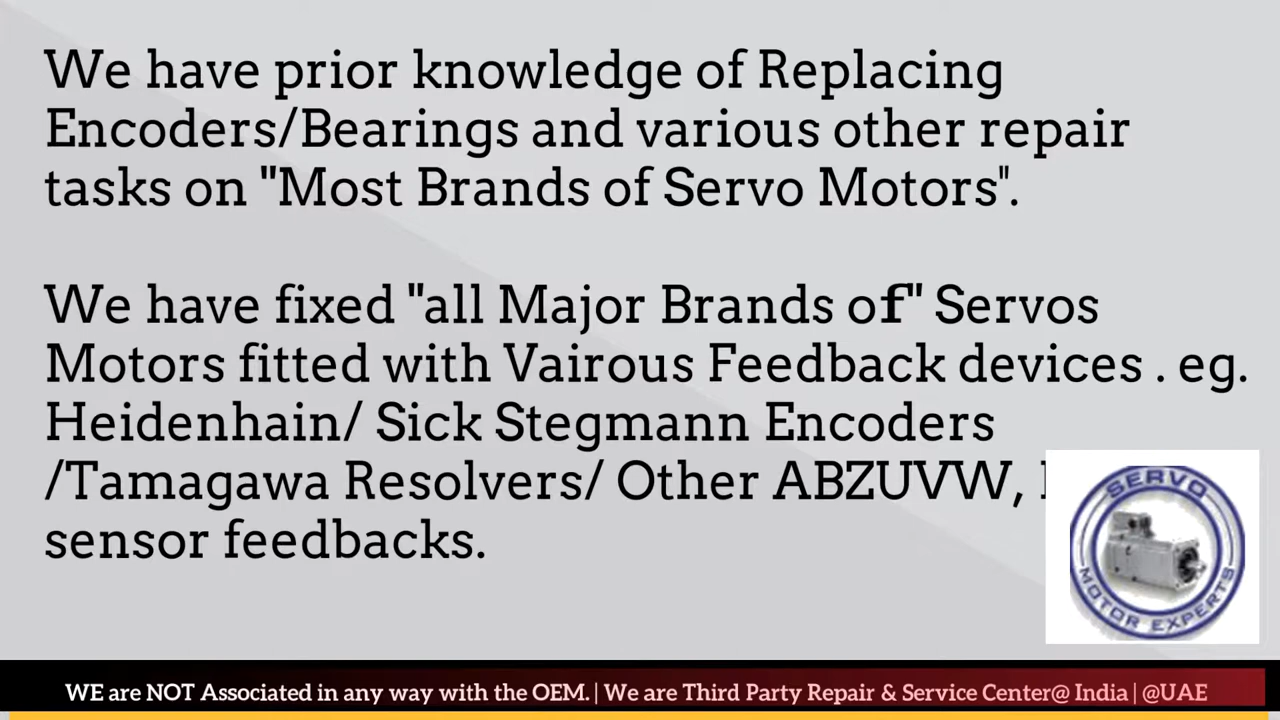 We have prior knowledge of Replacing
Encoders/Bearings and various other repair
tasks on "Most Brands of Servo Motors".
We have fixed "all Major Brands of" Servos
Motors fitted with Vairous Feedback devices . eg.
Heidenhain/ Sick Stegmann Encoders
/Tamagawa Resolvers/ Other ABZUVW,
sensor feedbacks.
SERVO
MOTOR EXPERTS
WE are NOT Associated in any way with the OEM. | We are Third Party Repair & Service Center@ India | @UAE